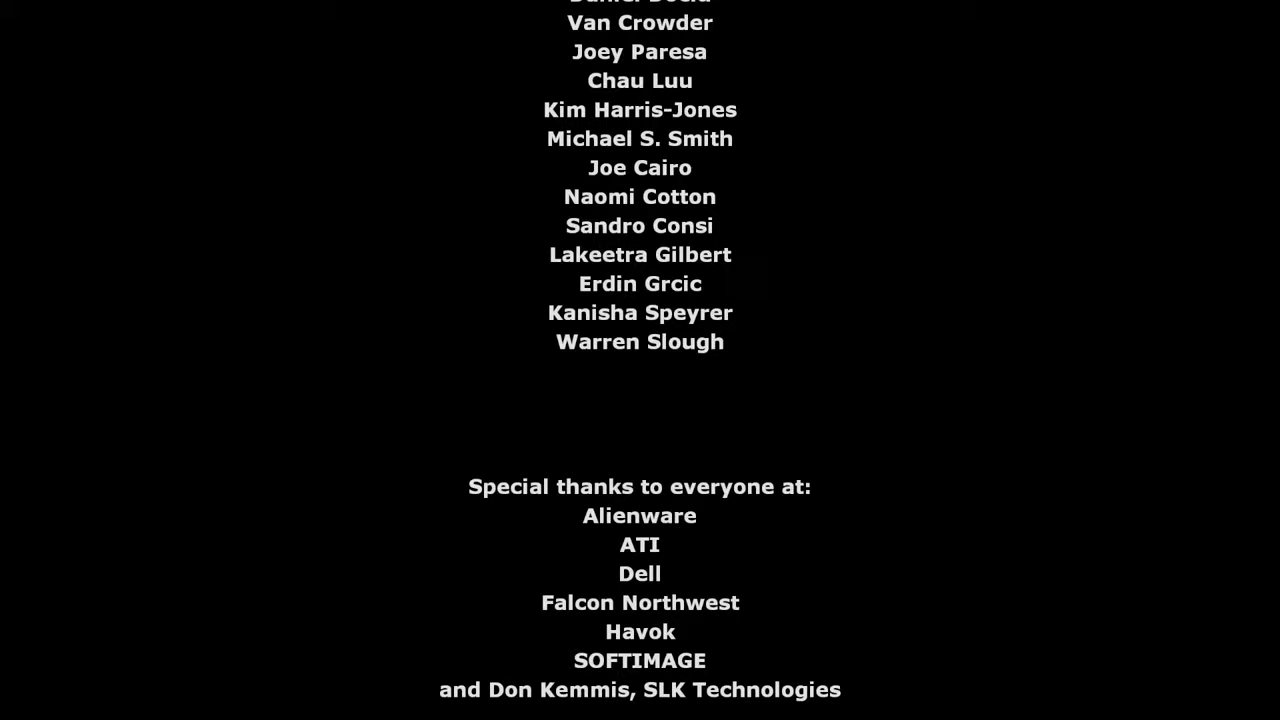 Van Crowder
Joey Paresa
Chau Luu
Kim Harris-Jones
Michael S. Smith
Joe Cairo
Naomi Cotton
Sandro Consi
Lakeetra Gilbert
Erdin Grcic
Kanisha Speyrer
Warren Slough
Special thanks to everyone at:
Alienware
ATI
Dell
Falcon Northwest
Havok
SOFTIMAGE
and Don Kemmis, SLK Technologies